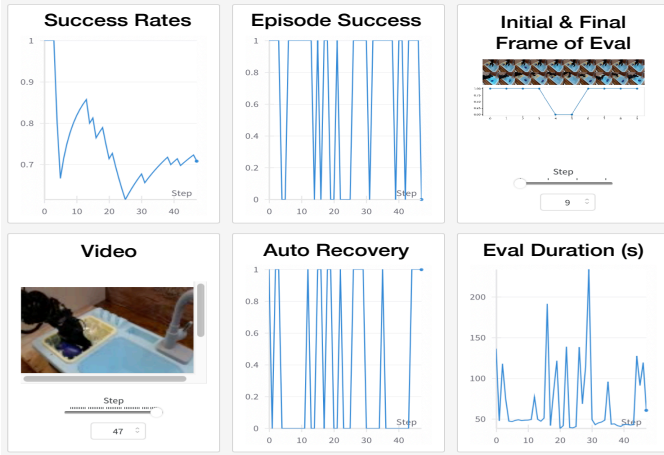 Success Rates
1
0.9
0.8
0.7
Step
0 10 20 30 40
Episode Success
1
0.8
0.6
0.4
0.2
0
Step
0 10 20 30 40
Initial & Final
Frame of Eval
Step
9
Video
Step
47
Auto Recovery
1
0.8
0.6
0.4
0.2
0
Step
0 10 20 30 40
Eval Duration (s)
200
150
100
50
Step
0 10 20 30 40